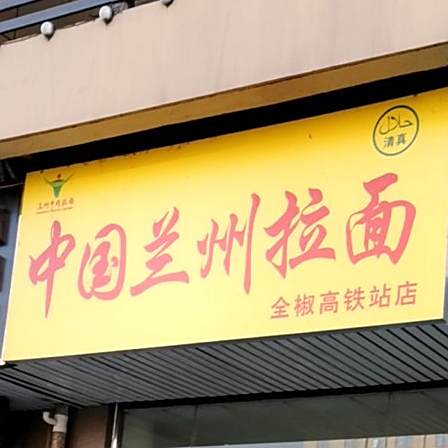 حلال
清真
中国兰州拉面
全椒高铁站店